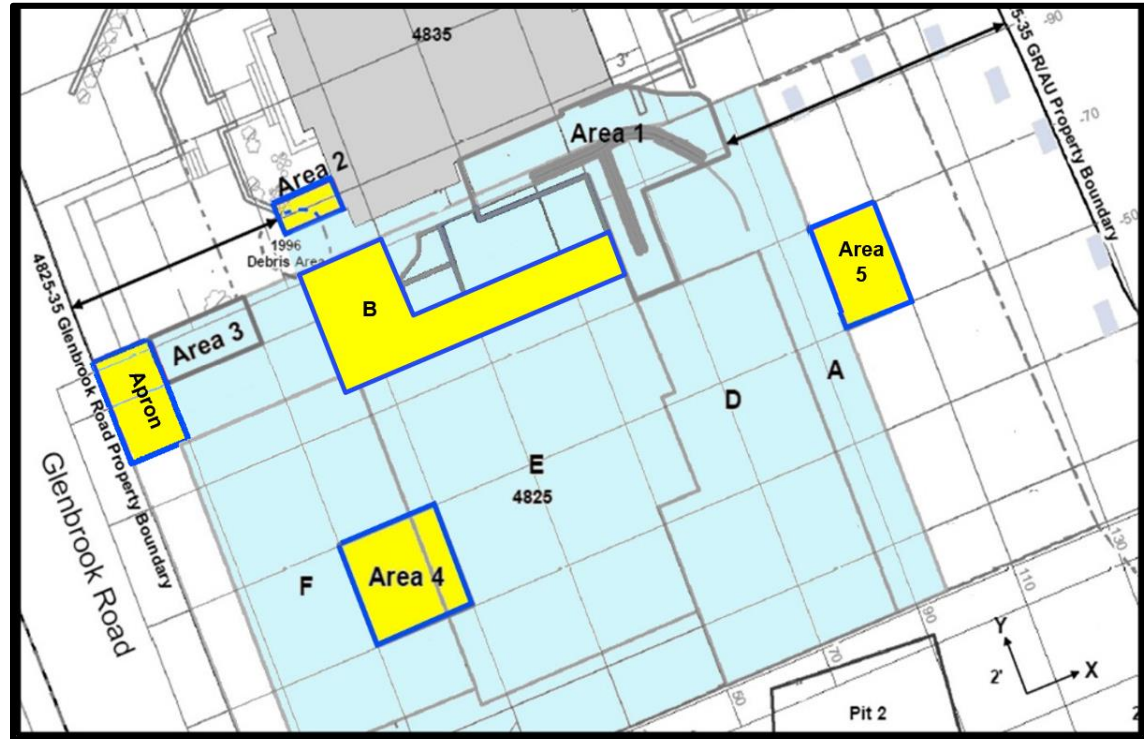 4835
3'
5-35 GR/AU Property Boundary
-90
-70
-50
Area 1
Area 2
1996
Debris Area
Area
5
B
Area 3
Apron
4825-35 Glenbrook Road Property Boundary
Glenbrook Road
A
D
E
4825
F
Area 4
130
110
90
70
50
Y
2'
X
Pit 2
2